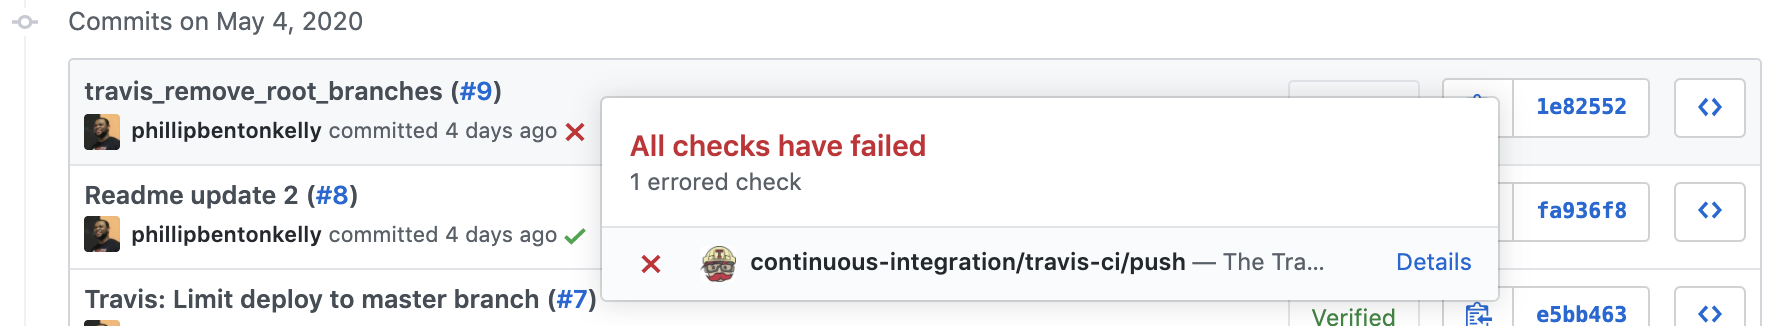 Commits on May 4, 2020
travis_remove_root_branches (#9)
phillipbentonkelly committed 4 days ago
1e82552
All checks have failed
1 errored check
continuous-integration/travis-ci/push — The Tra... Details
Readme update 2 (#8)
phillipbentonkelly committed 4 days ago
fa936f8
Travis: Limit deploy to master branch (#7)
Verified
e5bb463